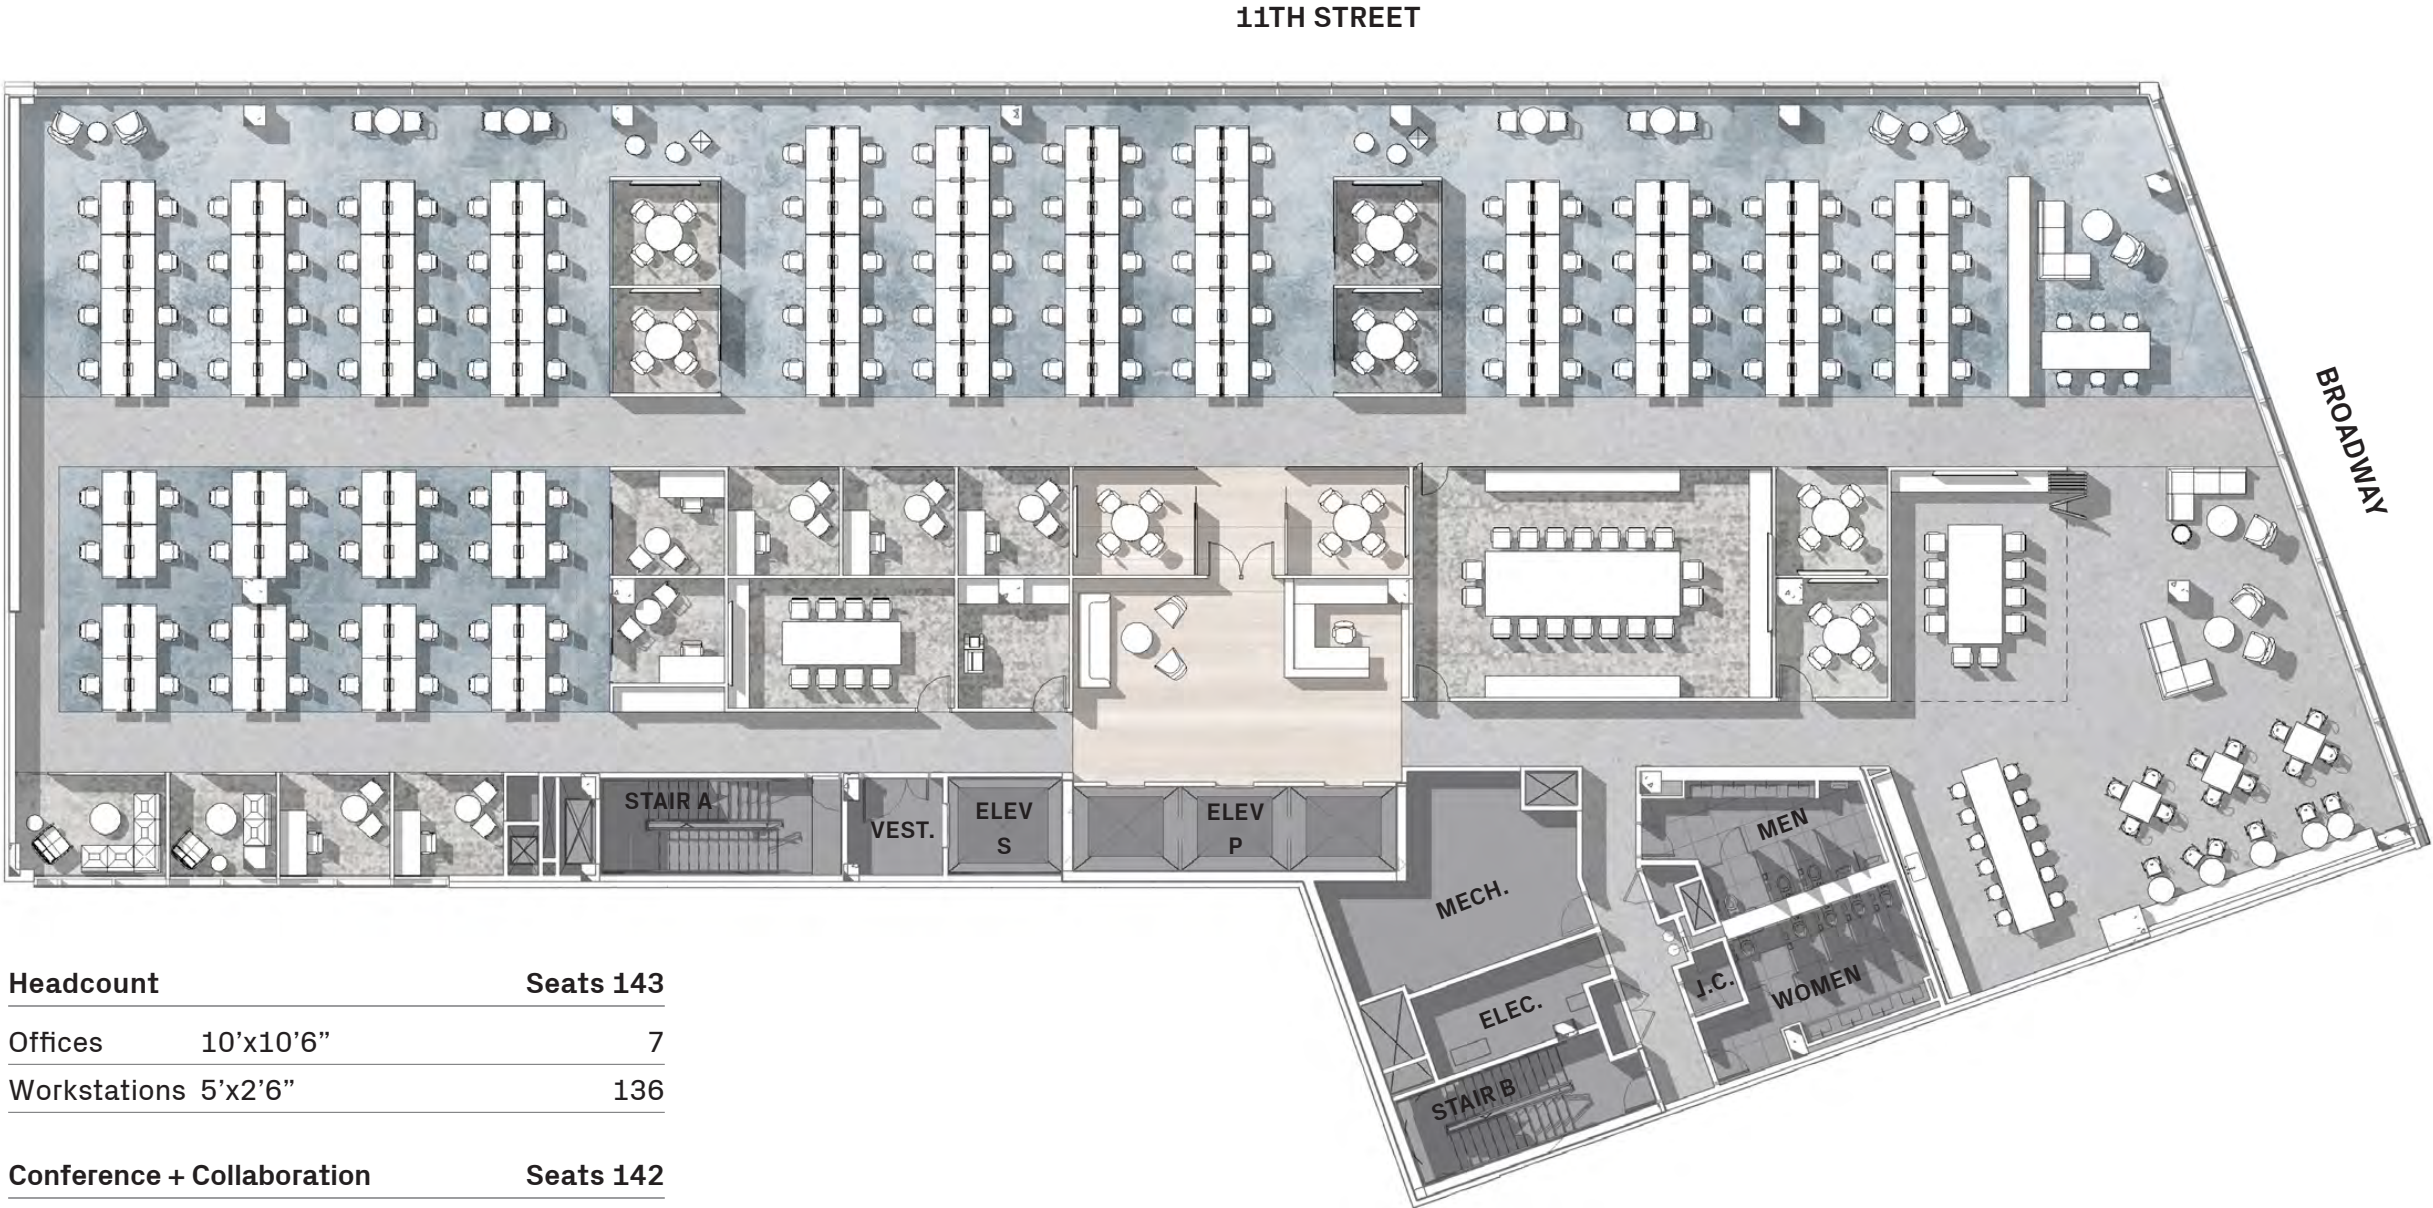 11TH STREET
BROADWAY
STAIR A
VEST.
ELEV
S
ELEV
P
MEN
MECH.
J.C.
WOMEN
ELEC.
STAIR B
Headcount Seats 143
Offices 10’x10’6” 7
Workstations 5’x2’6” 136
Conference + Collaboration Seats 142